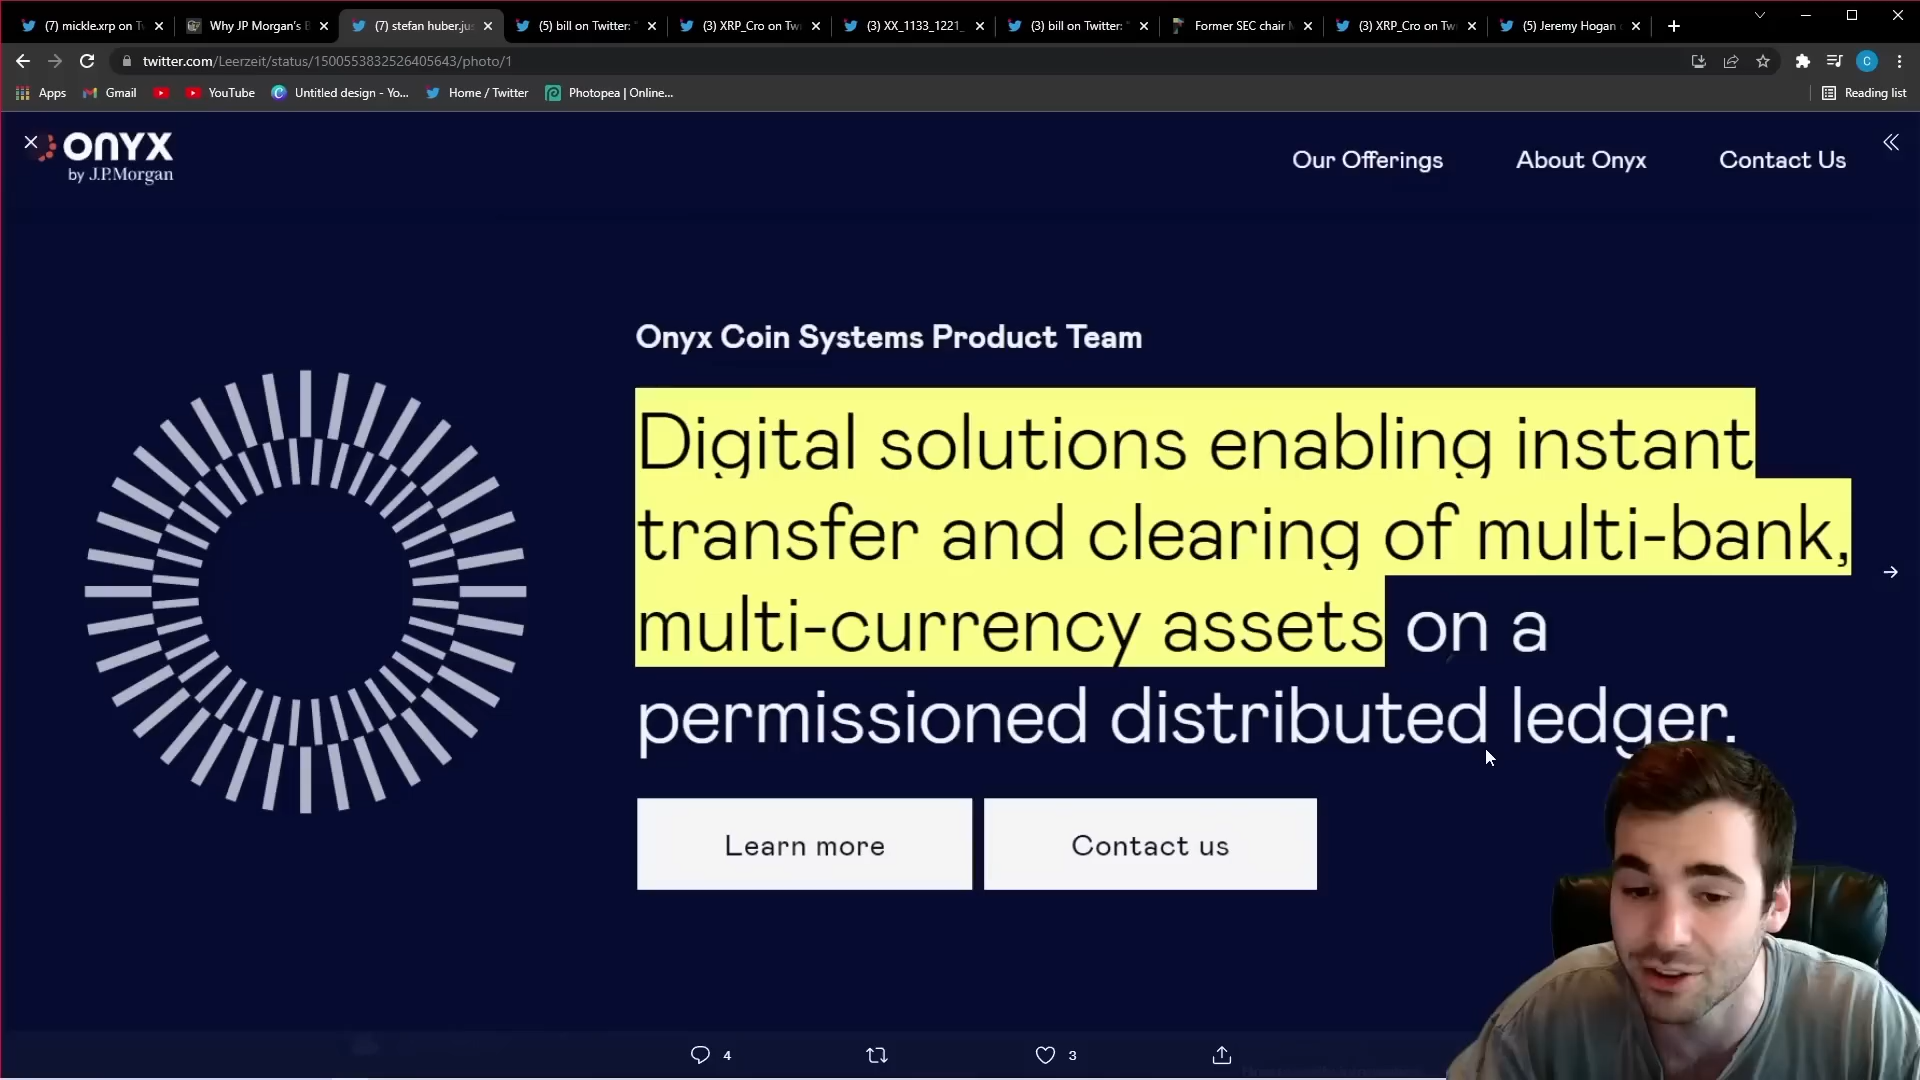 (7) mickle.xrp on Tw
Why JP Morgan's B
(7) stefan huber.jus
(5) bill on Twitter: "
(3) XRP_Cro on Twi
(3) XX_1133_1221_
(3) bill on Twitter: "
Former SEC chair M
(3) XRP_Cro on Twi
(5) Jeremy Hogan
twitter.com/Leerzeit/status/1500553832526405643/photo/1
C
Apps
Gmail
YouTube
Untitled design - Yo...
Home / Twitter
Photopea | Online...
Reading list
ONYX
by J.P.Morgan
Our Offerings
About Onyx
Contact Us
Onyx Coin Systems Product Team
Digital solutions enabling instant
transfer and clearing of multi-bank,
multi-currency assets on a
permissioned distributed ledger.
Learn more
Contact us
4
3